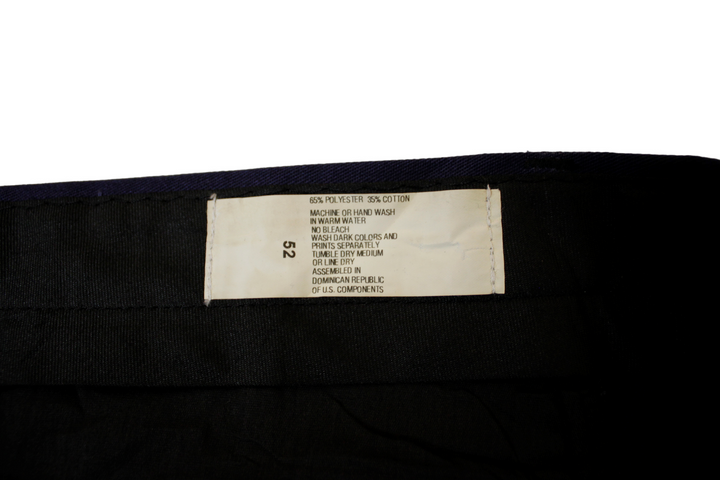 65% POLYESTER 35% COTTON
MACHINE OR HAND WASH
IN WARM WATER
NO BLEACH
WASH DARK COLORS AND
PRINTS SEPARATELY
TUMBLE DRY MEDIUM
OR LINE DRY
ASSEMBLED IN
DOMINICAN REPUBLIC
OF U.S. COMPONENTS
52